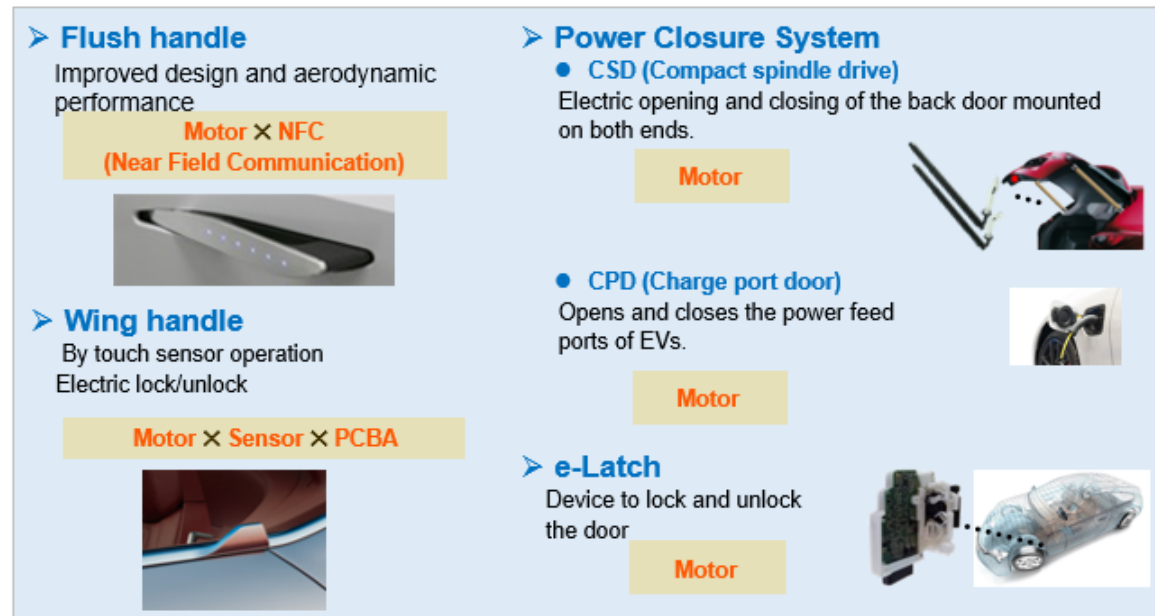 ➢ Flush handle
Improved design and aerodynamic
performance
Motor × NFC
(Near Field Communication)
➢ Wing handle
By touch sensor operation
Electric lock/unlock
Motor × Sensor × PCBA
➢ Power Closure System
● CSD (Compact spindle drive)
Electric opening and closing of the back door mounted
on both ends.
Motor
● CPD (Charge port door)
Opens and closes the power feed
ports of EVs.
Motor
➢ e-Latch
Device to lock and unlock
the door
Motor